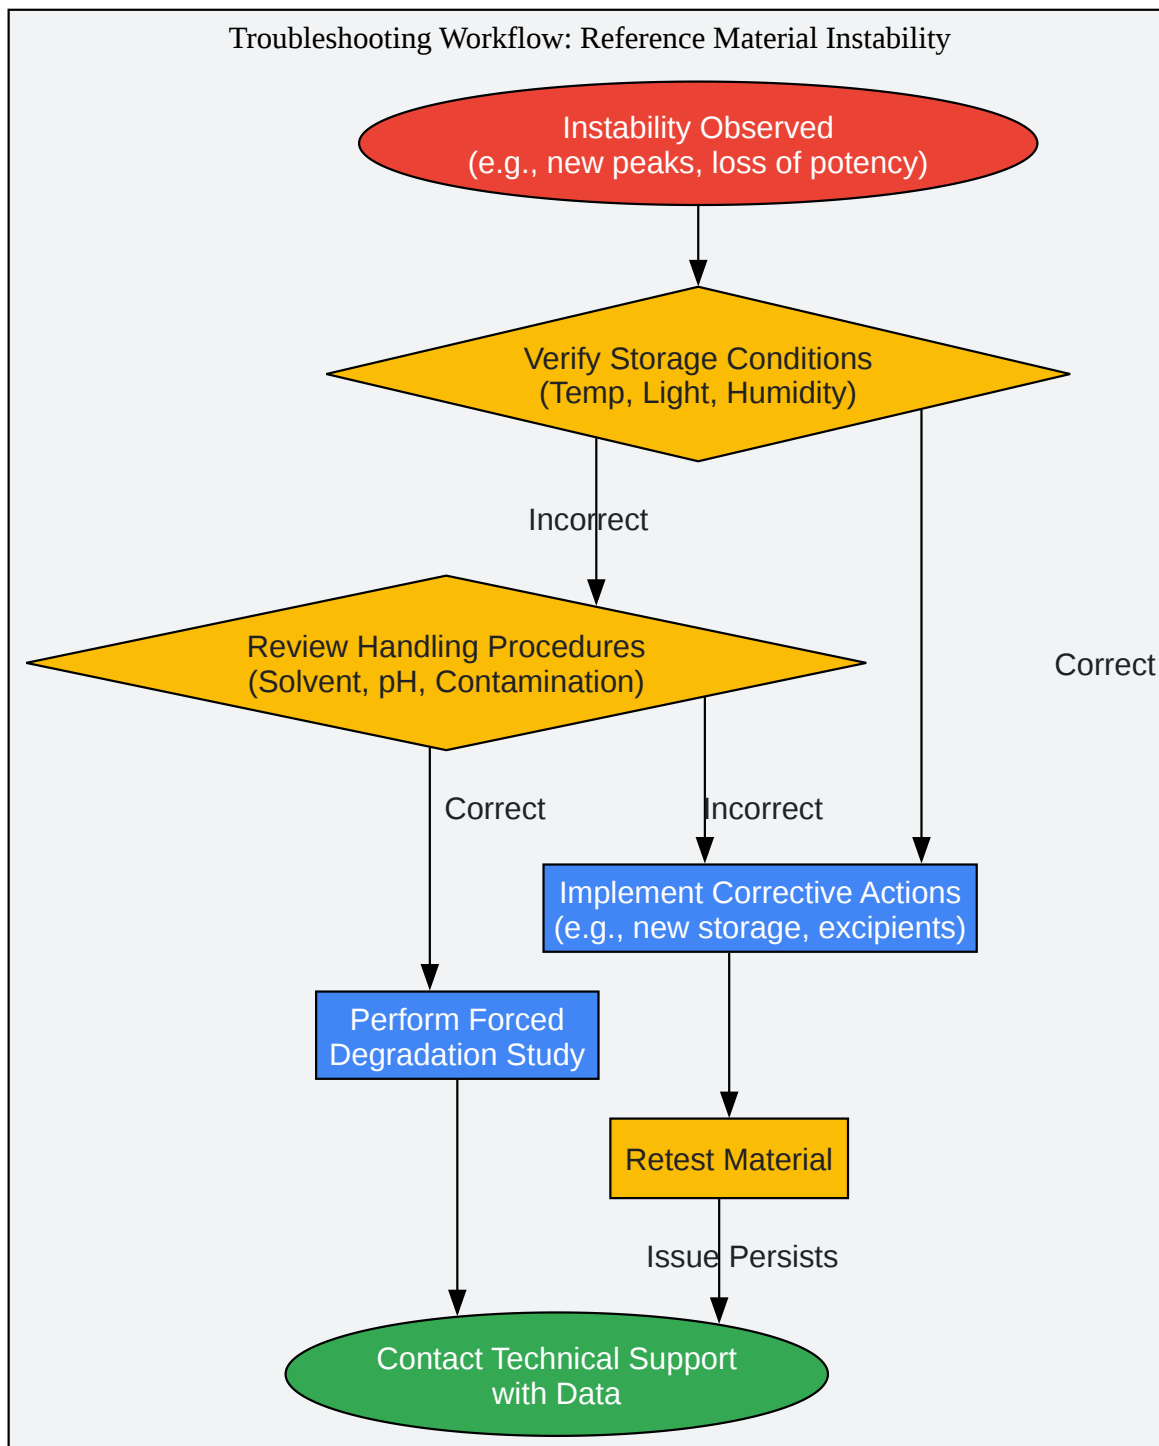 Troubleshooting Workflow: Reference Material Instability
Instability Observed
(e.g., new peaks, loss of potency)
Verify Storage Conditions
(Temp, Light, Humidity)
Incorrect
Review Handling Procedures
(Solvent, pH, Contamination)
Correct
Correct
Incorrect
Implement Corrective Actions
(e.g., new storage, excipients)
Perform Forced
Degradation Study
Retest Material
Issue Persists
Contact Technical Support
with Data